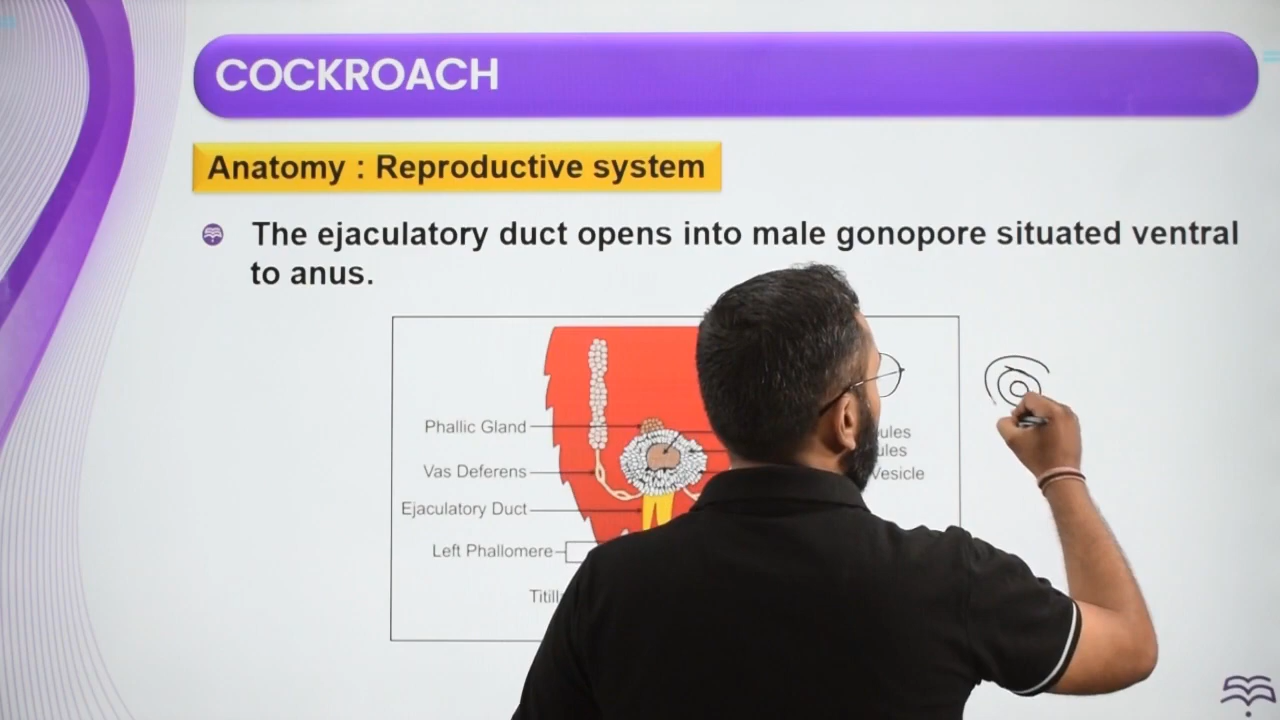 COCKROACH
Anatomy : Reproductive system
The ejaculatory duct opens into male gonopore situated ventral
to anus.
Phallic Gland
Vas Deferens
Ejaculatory Duct
Left Phallomere
Vesicle